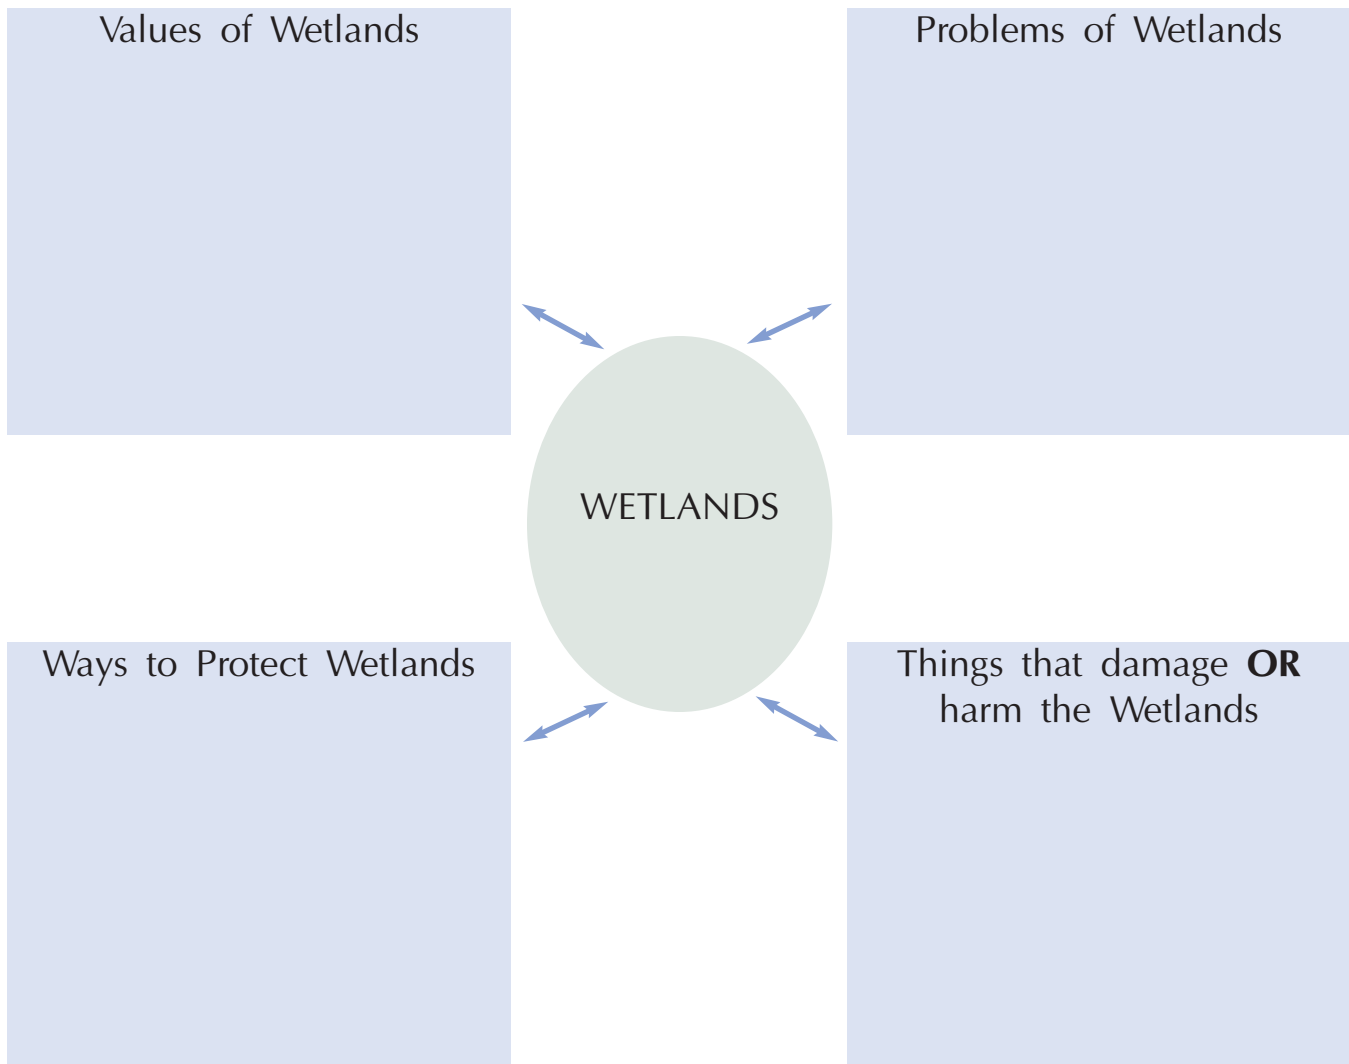 Values of Wetlands
Problems of Wetlands
WETLANDS
Ways to Protect Wetlands
Things that damage OR
harm the Wetlands